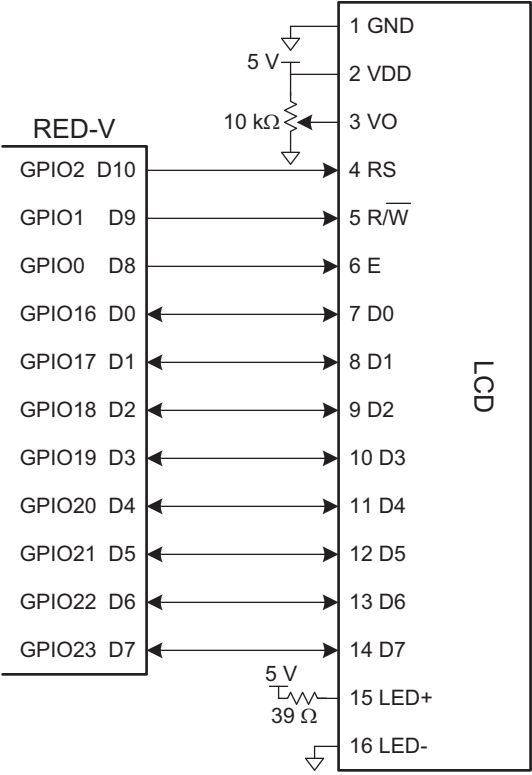 1 GND
5 V
2 VDD
10 kΩ
3 VO
RED-V
GPIO2 D10
4 RS
GPIO1 D9
5 R/W̅
GPIO0 D8
6 E
GPIO16 D0
7 D0
GPIO17 D1
8 D1
GPIO18 D2
9 D2
GPIO19 D3
10 D3
GPIO20 D4
11 D4
GPIO21 D5
12 D5
GPIO22 D6
13 D6
GPIO23 D7
14 D7
LCD
5 V
39 Ω
15 LED+
16 LED-